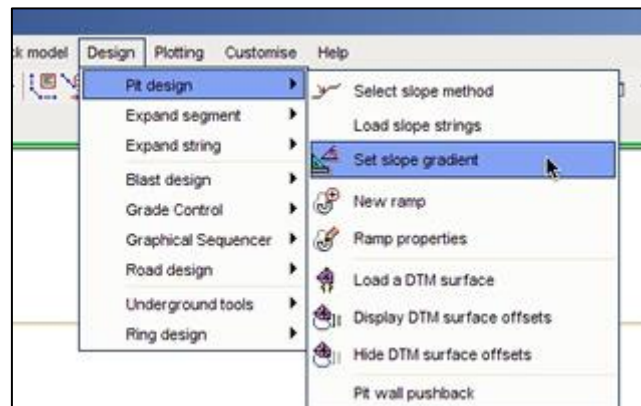 Design
Plotting
Customise
Help
model
Pit design
Expand segment
Expand string
Blast design
Grade Control
Graphical Sequencer
Road design
Underground tools
Ring design
Select slope method
Load slope strings
Set slope gradient
New ramp
Ramp properties
Load a DTM surface
Display DTM surface offsets
Hide DTM surface offsets
Pit wall pushback